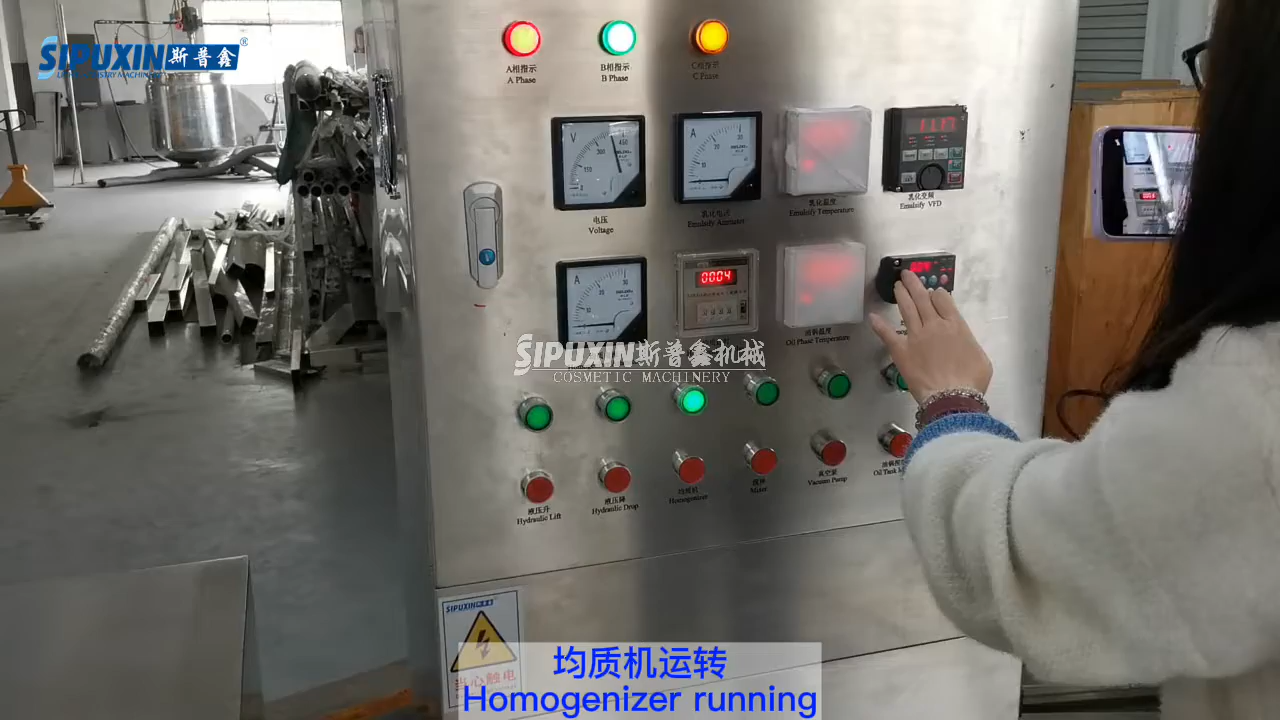 SIPUXIN斯普鑫®
A相指示
A Phase
B相指示
B Phase
C相指示
C Phase
V
A
电压
Voltage
乳化电流
Emulsify Ammeter
乳化温度
Emulsify Temperature
乳化变频
Emulsify VFD
A
0004
油锅温度
Oil Phase Temperature
SIPUXIN斯普鑫机械
COSMETIC MACHINERY
液压升
Hydraulic Lift
液压降
Hydraulic Drop
均质机
Homogenizer
搅拌
Mixer
真空泵
Vacuum Pump
Oil Tank
SIPUXIN
当心触电
均质机运转
Homogenizer running